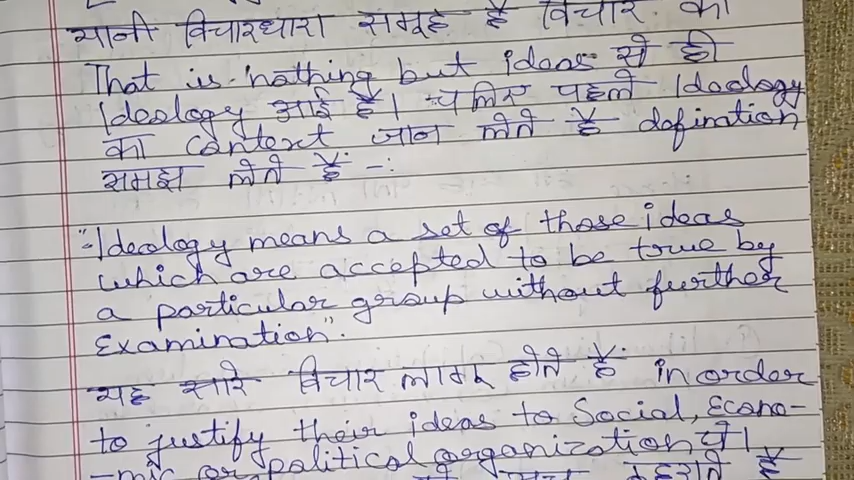 यानी विचारधारा समूह है विचार का
That is nothing but ideas से ही
Ideology आई है। चलिए पहले Ideology
का context जान लेते हैं defination
समझ लेते हैं -:
"Ideology means a set of those ideas
which are accepted to be true by
a particular group without further
Examination".
यह सारे विचार लागू होते हैं in order
to justify their ideas to Social, Econo-
-mic or political organization पे।
ठहराते हैं